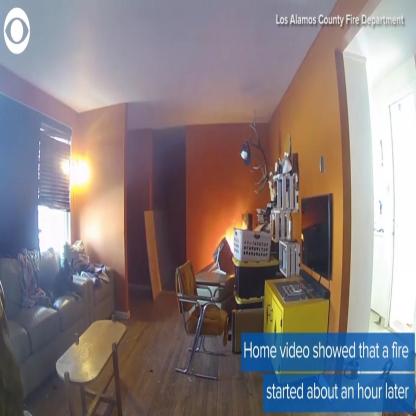 Los Alamos County Fire Department
Home video showed that a fire
started about an hour later